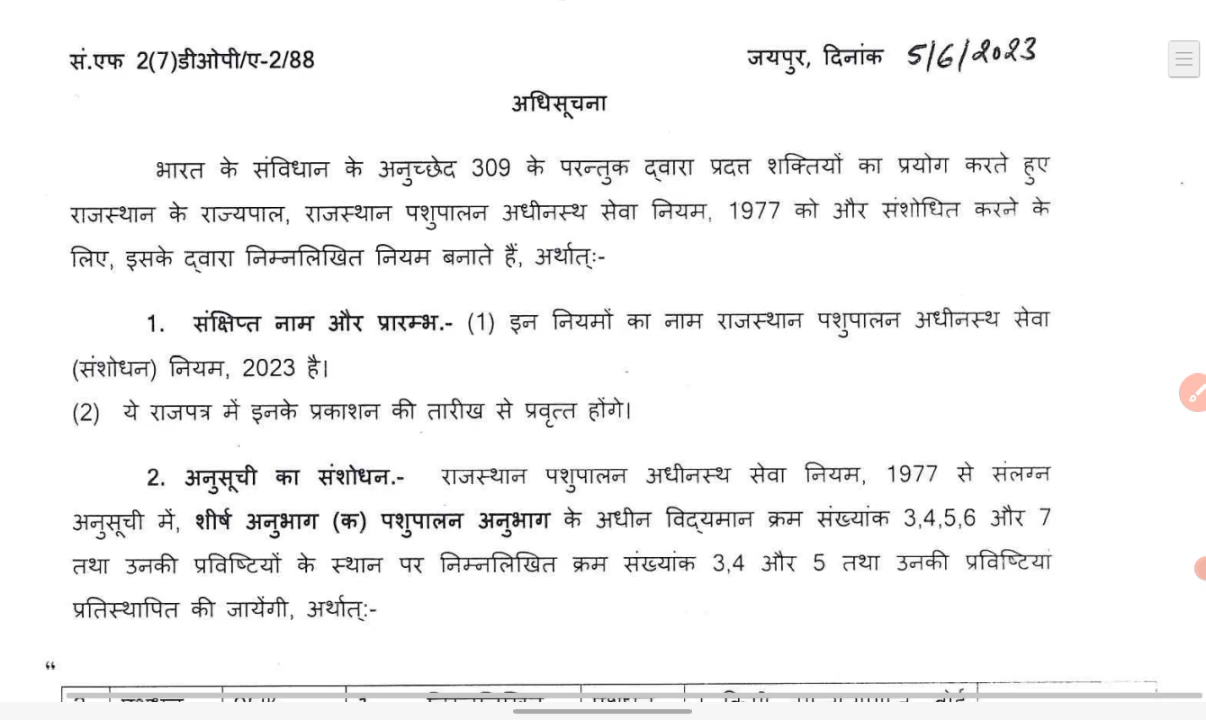 सं.एफ 2(7)डीओपी/ए-2/88 जयपुर, दिनांक 5/6/2023
अधिसूचना
भारत के संविधान के अनुच्छेद 309 के परन्तुक द्वारा प्रदत्त शक्तियों का प्रयोग करते हुए
राजस्थान के राज्यपाल, राजस्थान पशुपालन अधीनस्थ सेवा नियम, 1977 को और संशोधित करने के
लिए, इसके द्वारा निम्नलिखित नियम बनाते हैं, अर्थात्ः-
1. संक्षिप्त नाम और प्रारम्भ.- (1) इन नियमों का नाम राजस्थान पशुपालन अधीनस्थ सेवा
(संशोधन) नियम, 2023 है।
(2) ये राजपत्र में इनके प्रकाशन की तारीख से प्रवृत्त होंगे।
2. अनुसूची का संशोधन.- राजस्थान पशुपालन अधीनस्थ सेवा नियम, 1977 से संलग्न
अनुसूची में, शीर्ष अनुभाग (क) पशुपालन अनुभाग के अधीन विद्यमान क्रम संख्यांक 3,4,5,6 और 7
तथा उनकी प्रविष्टियों के स्थान पर निम्नलिखित क्रम संख्यांक 3,4 और 5 तथा उनकी प्रविष्टियां
प्रतिस्थापित की जायेंगी, अर्थात्:-
“